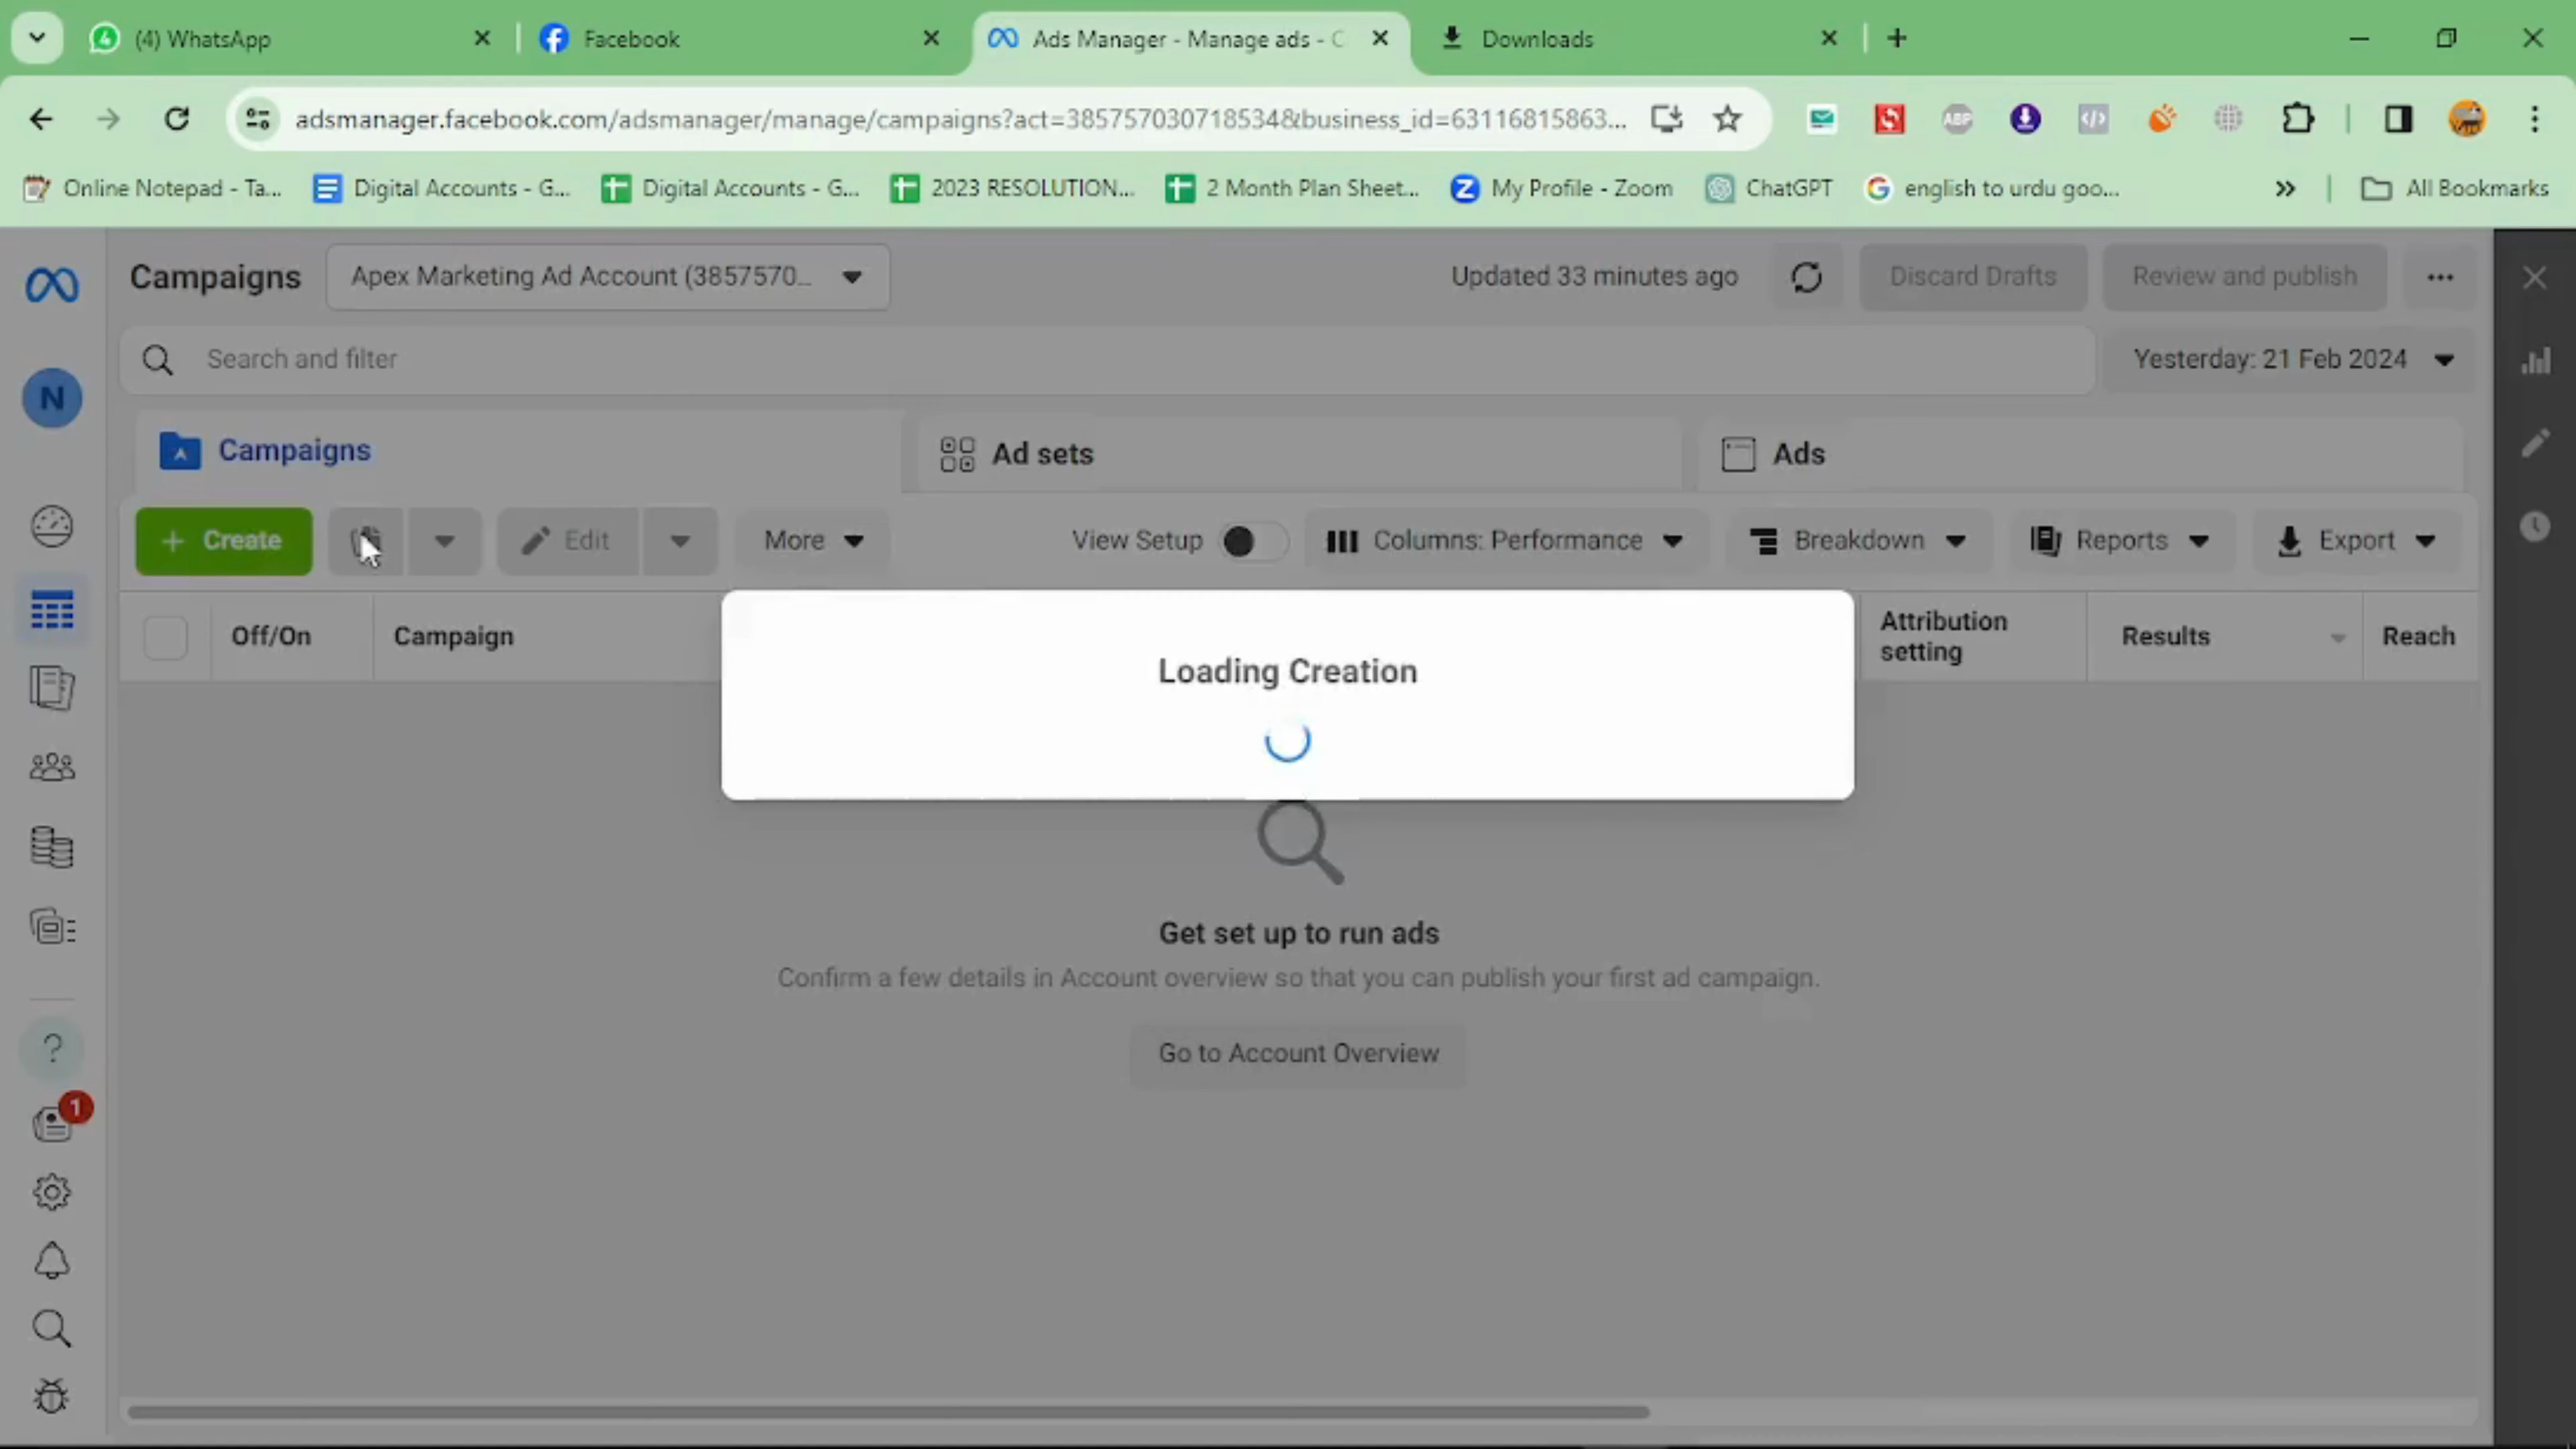 (4) WhatsApp
Facebook
Ads Manager - Manage ads - C
Downloads
adsmanager.facebook.com/adsmanager/manage/campaigns?act=385757030718534&business_id=63116815863...
ABP
Online Notepad - Ta...
Digital Accounts - G...
Digital Accounts - G...
2023 RESOLUTION...
2 Month Plan Sheet...
My Profile - Zoom
ChatGPT
english to urdu goo...
All Bookmarks
Campaigns
Apex Marketing Ad Account (3857570...
Updated 33 minutes ago
Discard Drafts
Review and publish
N
Search and filter
Yesterday: 21 Feb 2024
Campaigns
Ad sets
Ads
+ Create
Edit
More
View Setup
Columns: Performance
Breakdown
Reports
Export
Off/On
Campaign
Attribution
setting
Results
Reach
Loading Creation
Get set up to run ads
Confirm a few details in Account overview so that you can publish your first ad campaign.
Go to Account Overview
1